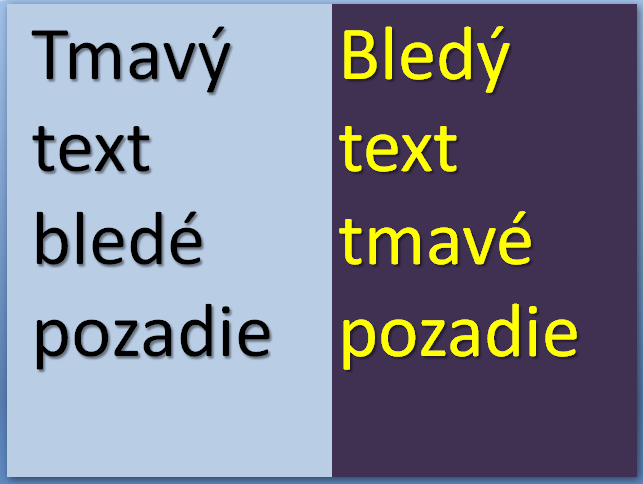 Tmavý
text
bledé
pozadie
Bledý
text
tmavé
pozadie